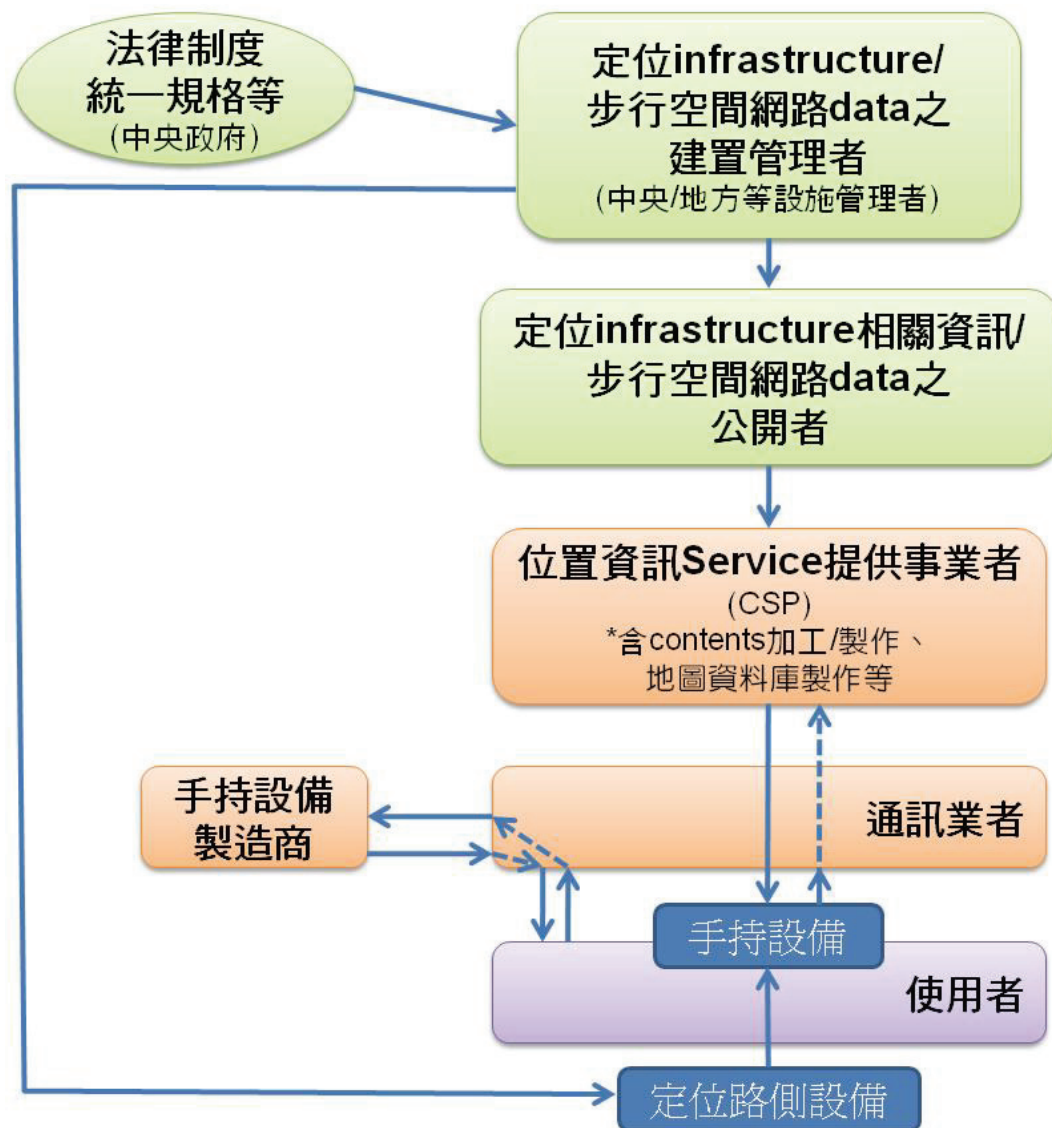 法律制度
統一規格等
(中央政府)
定位infrastructure/
步行空間網路data之
建置管理者
(中央/地方等設施管理者)
定位infrastructure相關資訊/
步行空間網路data之
公開者
位置資訊Service提供事業者
(CSP)
*含contents加工/製作、
地圖資料庫製作等
手持設備
製造商
通訊業者
手持設備
使用者
定位路側設備